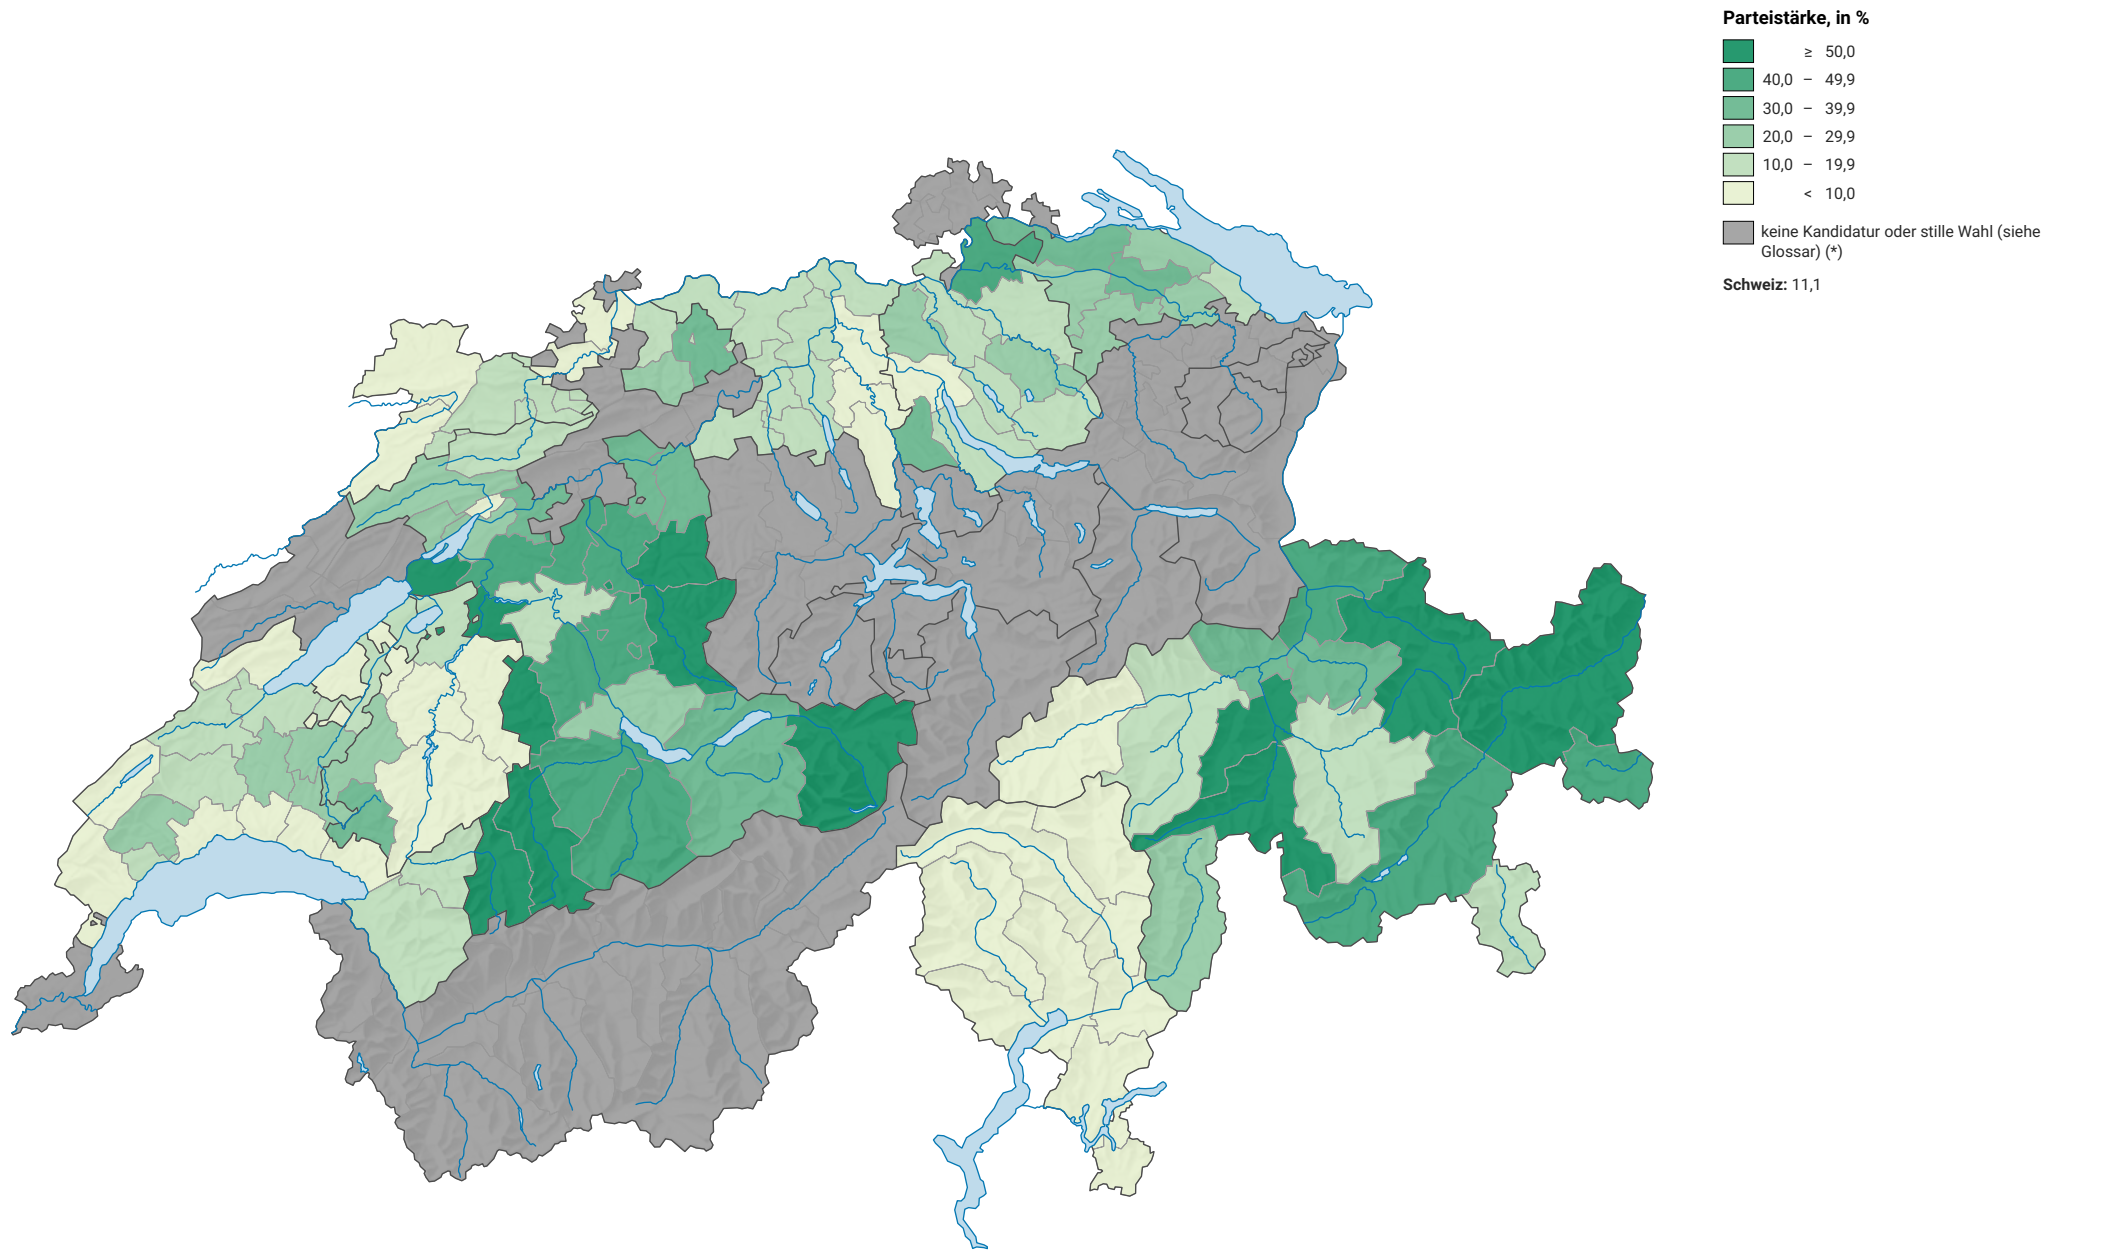 Parteistärke, in %
≥ 50,0
40,0 – 49,9
30,0 – 39,9
20,0 – 29,9
10,0 – 19,9
< 10,0
keine Kandidatur oder stille Wahl (siehe
Glossar) (*)
Schweiz: 11,1